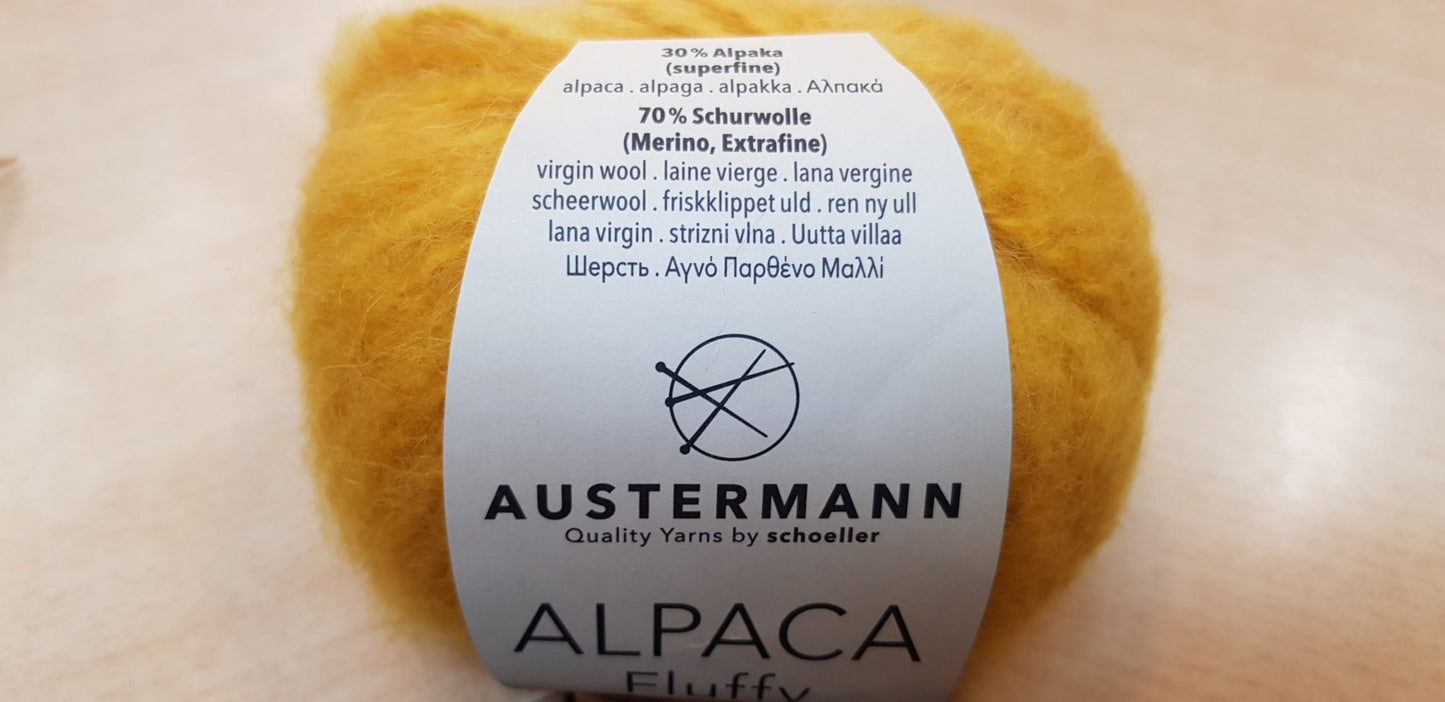 30% Alpaka
(superfine)
alpaca . alpaga . alpakka . Αλπακά
70% Schurwolle
(Merino, Extrafine)
virgin wool . laine vierge . lana vergine
scheerwool . friskklippet uld . ren ny ull
lana virgin . strizni vlna . Uutta villaa
Шерсть . Αγνό Παρθένο Μαλλί
AUSTERMANN
Quality Yarns by schoeller
ALPACA
Fluffy